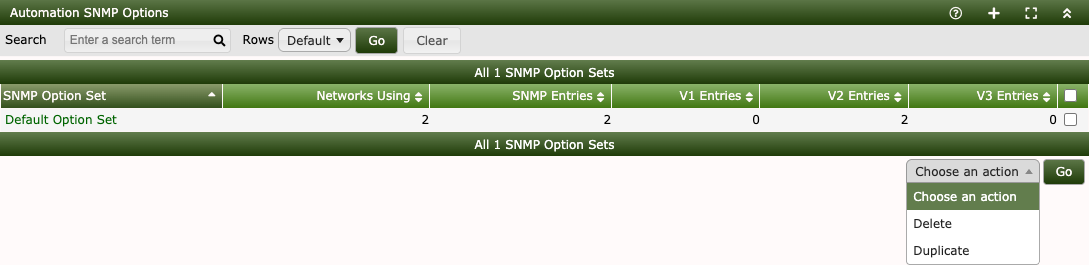 Automation SNMP Options
Search Enter a search term Rows Default Go Clear
All 1 SNMP Option Sets
SNMP Option Set Networks Using SNMP Entries V1 Entries V2 Entries V3 Entries
Default Option Set 2 2 0 2 0
All 1 SNMP Option Sets
Choose an action Go
Choose an action
Delete
Duplicate